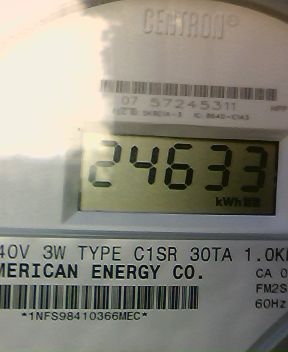 CENTRON®
07 57245311
24633
kWh
40V 3W TYPE C1SR 30TA 1.0K
MERICAN ENERGY CO.
CA 0
FM2S
60Hz
*1NFS98410366MEC*